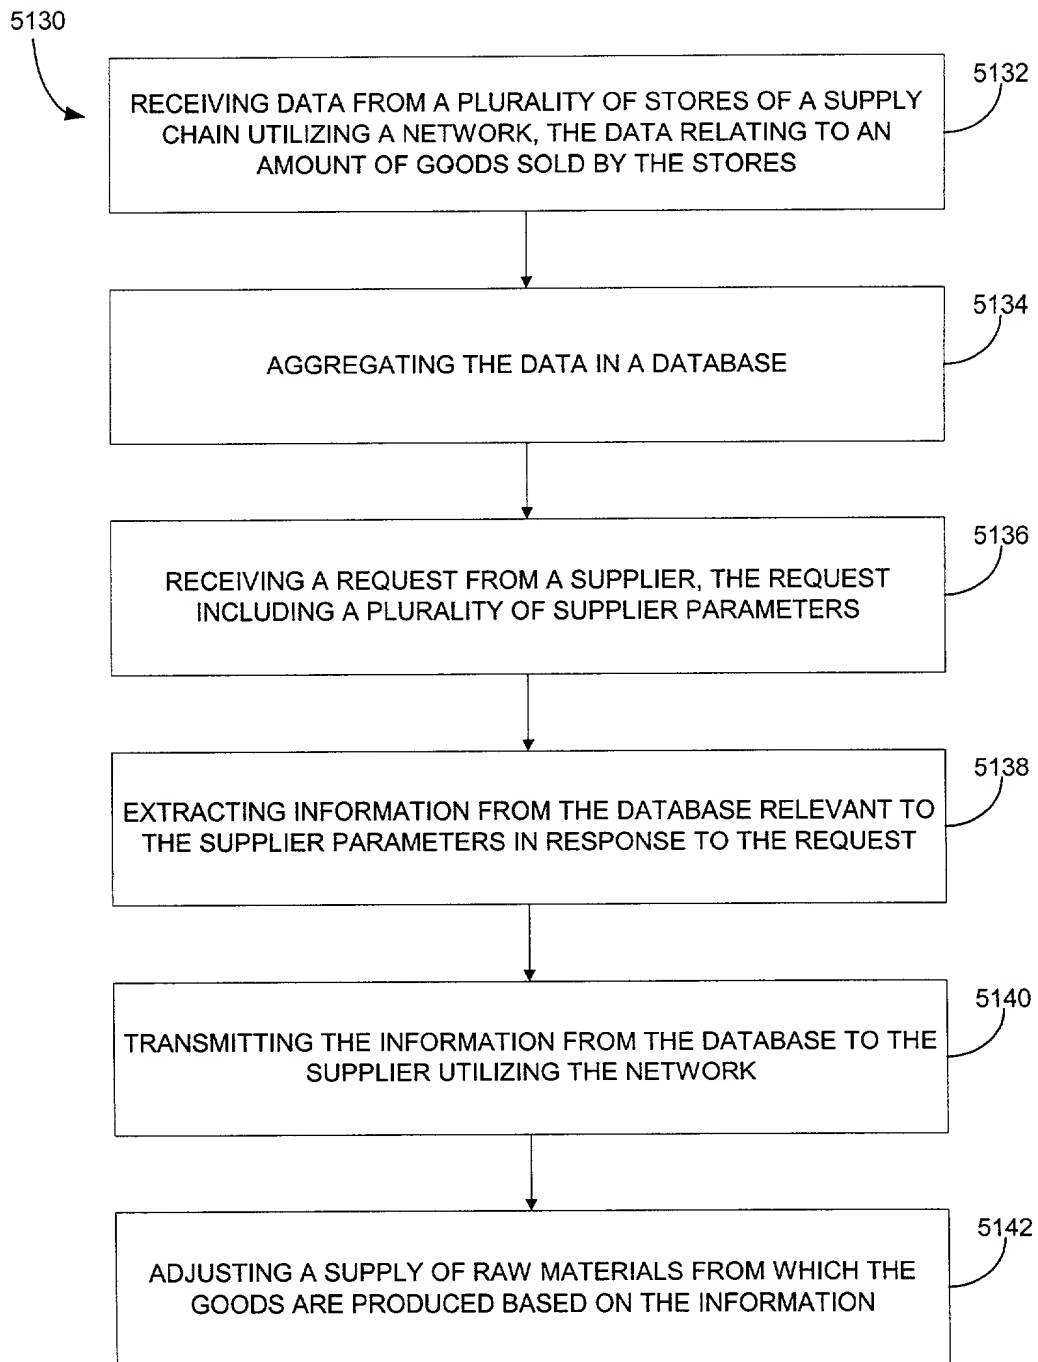 5130
5132
RECEIVING DATA FROM A PLURALITY OF STORES OF A SUPPLY
CHAIN UTILIZING A NETWORK, THE DATA RELATING TO AN
AMOUNT OF GOODS SOLD BY THE STORES
5134
AGGREGATING THE DATA IN A DATABASE
5136
RECEIVING A REQUEST FROM A SUPPLIER, THE REQUEST
INCLUDING A PLURALITY OF SUPPLIER PARAMETERS
5138
EXTRACTING INFORMATION FROM THE DATABASE RELEVANT TO
THE SUPPLIER PARAMETERS IN RESPONSE TO THE REQUEST
5140
TRANSMITTING THE INFORMATION FROM THE DATABASE TO THE
SUPPLIER UTILIZING THE NETWORK
5142
ADJUSTING A SUPPLY OF RAW MATERIALS FROM WHICH THE
GOODS ARE PRODUCED BASED ON THE INFORMATION